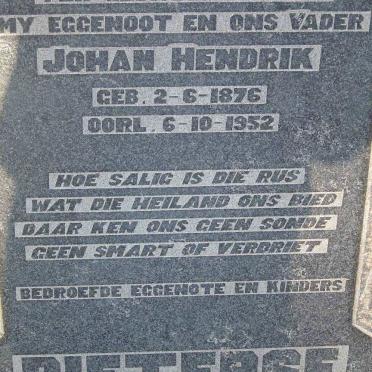 MY EGGENOOT EN ONS VADER
JOHAN HENDRIK
GEB. 2-6-1876
OORL. 6-10-1952
HOE SALIG IS DIE RUS
WAT DIE HEILAND ONS BIED
DAAR KEN ONS GEEN SONDE
GEEN SMART OF VERDRIET
BEDROEFDE EGGENOTE EN KINDERS
PIETERSE